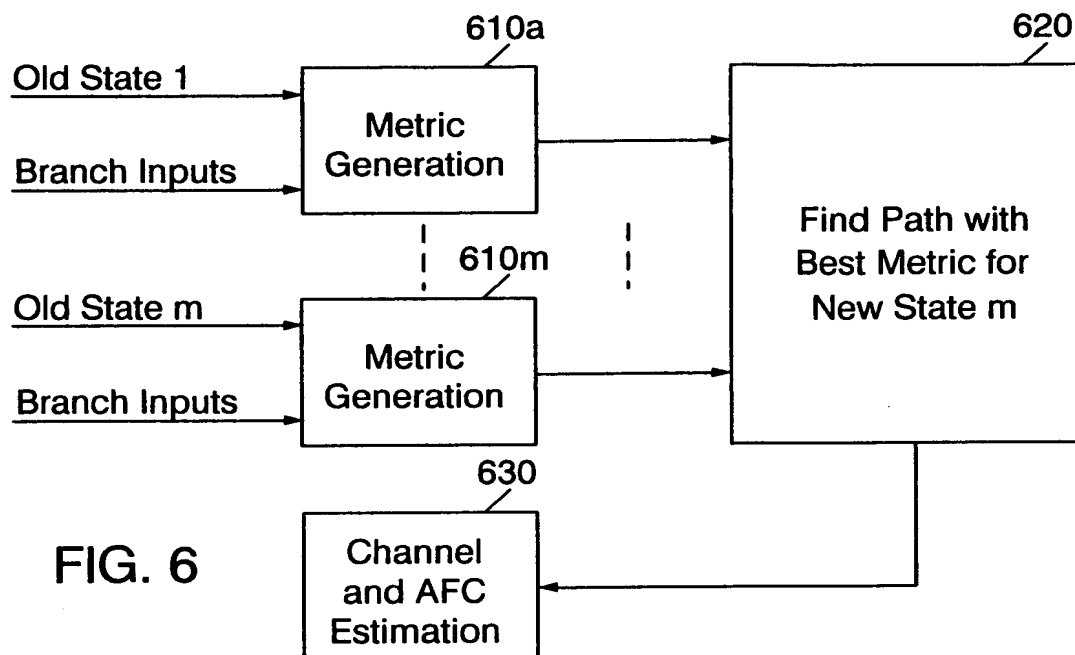 610a
620
Old State 1
Metric
Generation
Branch Inputs
Find Path with
Best Metric for
New State m
610m
Old State m
Metric
Generation
Branch Inputs
630
Channel
and AFC
Estimation
FIG. 6